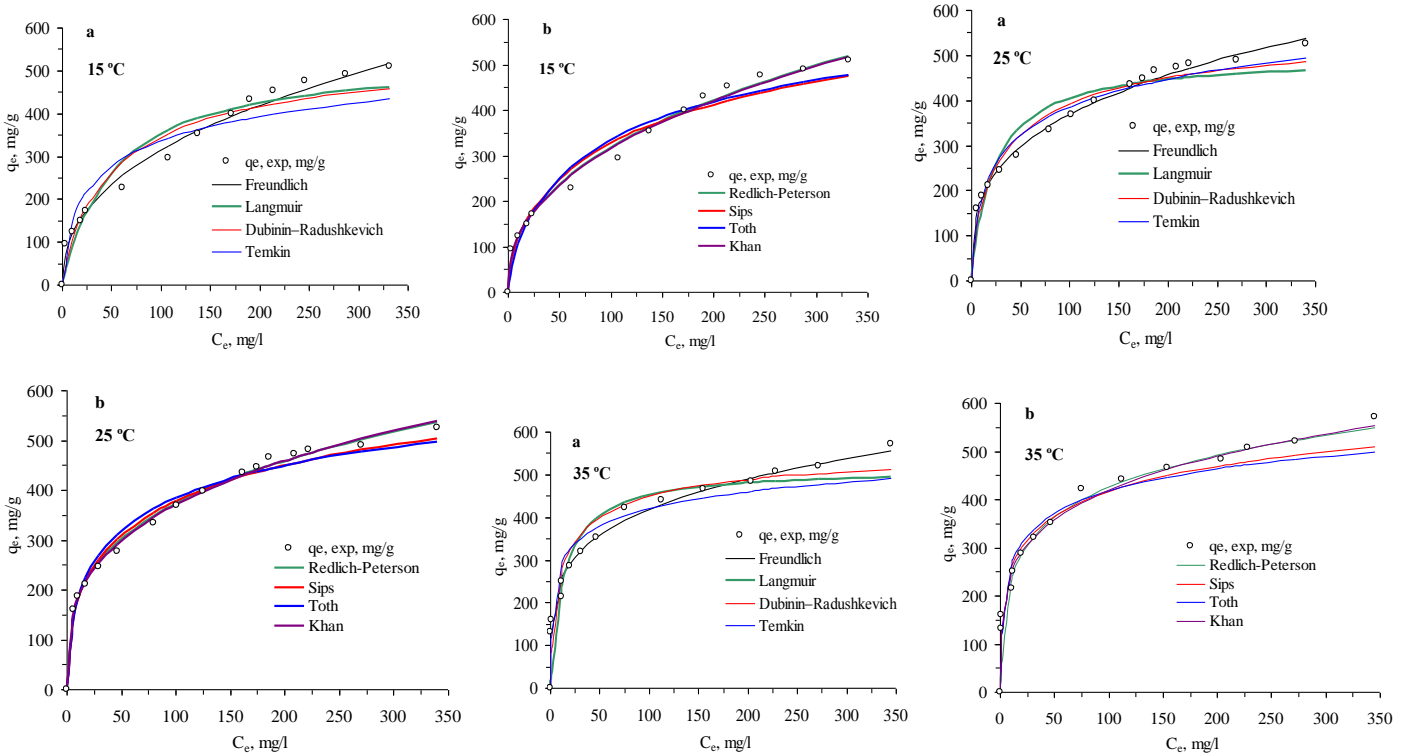 600
500
400
300
200
100
0
qₑ, mg/g
a
15 ºC
qe, exp, mg/g
Freundlich
Langmuir
Dubinin–Radushkevich
Temkin
0 50 100 150 200 250 300 350
Cₑ, mg/l
600
500
400
300
200
100
0
qₑ, mg/g
b
15 ºC
qe, exp, mg/g
Redlich-Peterson
Sips
Toth
Khan
0 50 100 150 200 250 300 350
Cₑ, mg/l
600
500
400
300
200
100
0
qₑ, mg/g
a
25 ºC
qe, exp, mg/g
Freundlich
Langmuir
Dubinin–Radushkevich
Temkin
0 50 100 150 200 250 300 350
Cₑ, mg/l
600
500
400
300
200
100
0
qₑ, mg/g
b
25 ºC
qe, exp, mg/g
Redlich-Peterson
Sips
Toth
Khan
0 50 100 150 200 250 300 350
Cₑ, mg/l
600
500
400
300
200
100
0
qₑ, mg/g
a
35 ºC
qe, exp, mg/g
Freundlich
Langmuir
Dubinin–Radushkevich
Temkin
0 50 100 150 200 250 300 350
Cₑ, mg/l
600
500
400
300
200
100
0
qₑ, mg/g
b
35 ºC
qe, exp, mg/g
Redlich-Peterson
Sips
Toth
Khan
0 50 100 150 200 250 300 350
Cₑ, mg/l